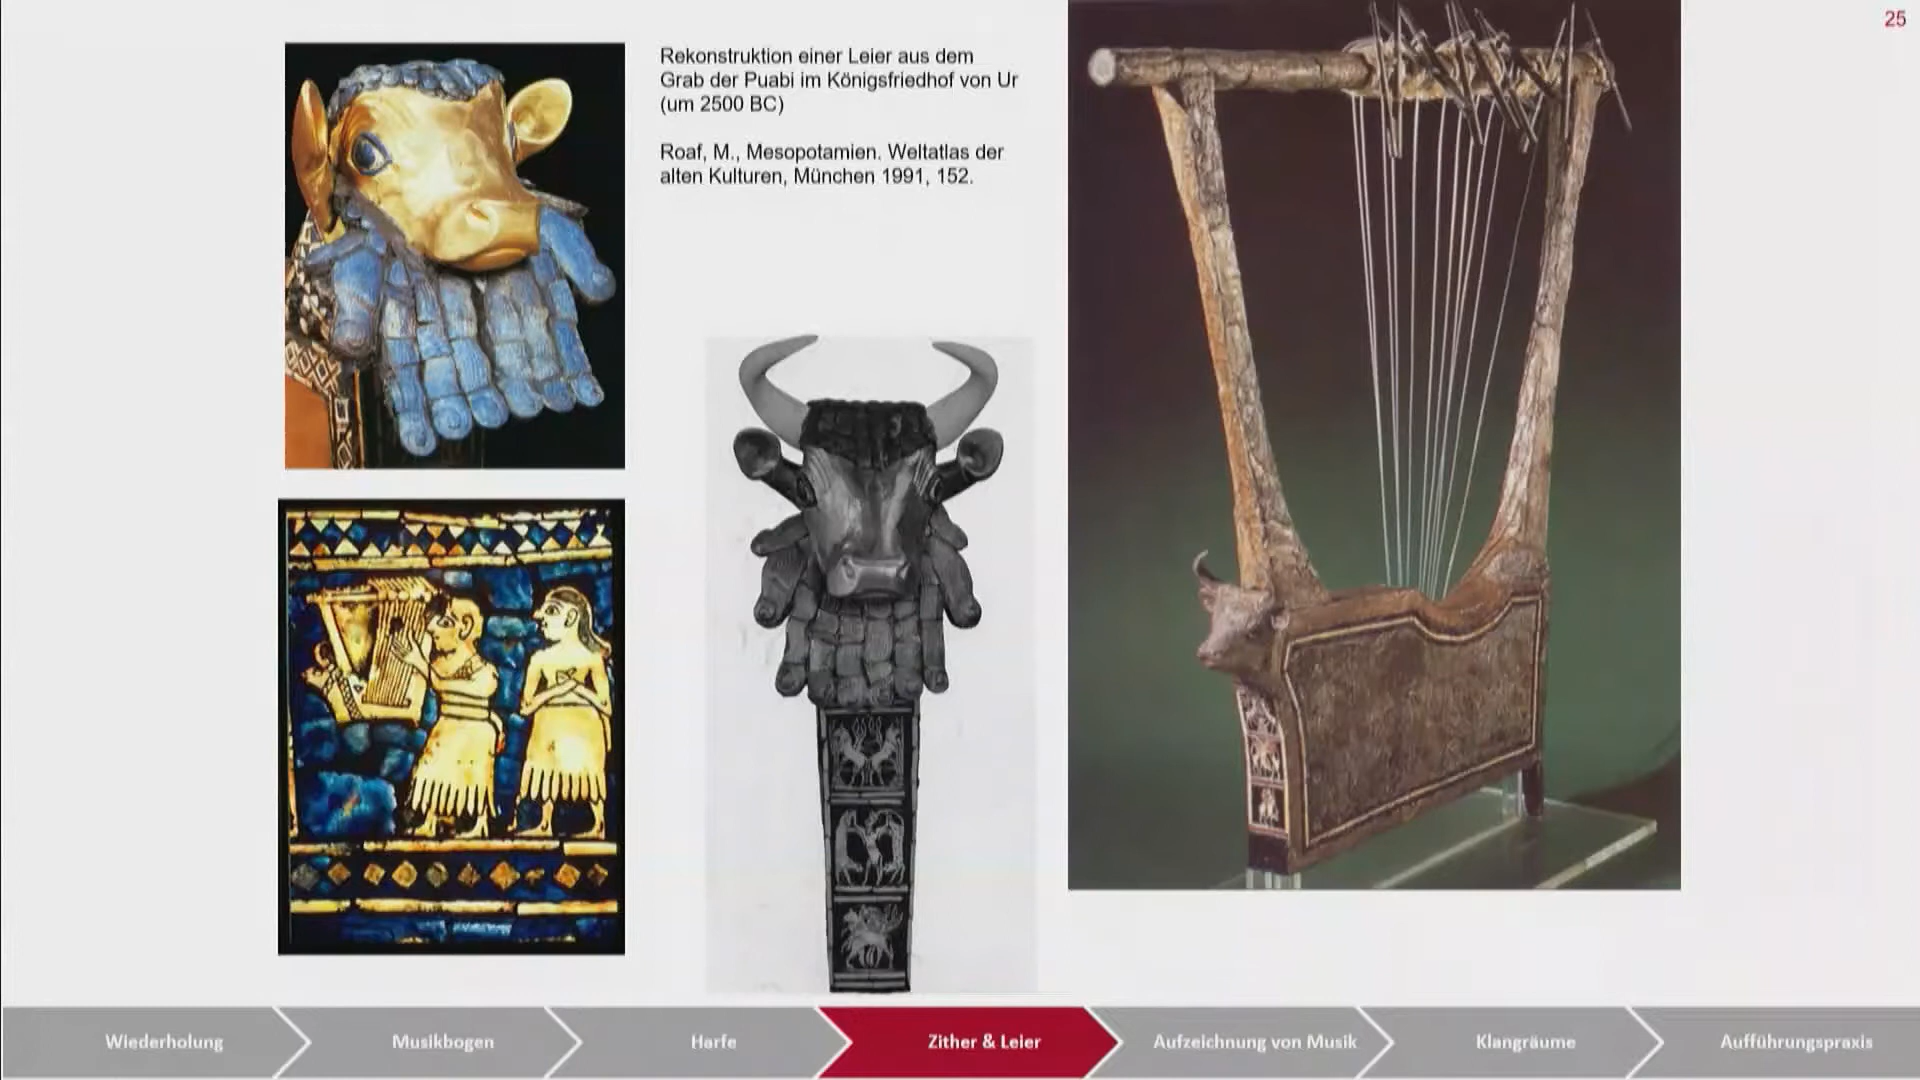 25
Rekonstruktion einer Leier aus dem
Grab der Puabi im Königsfriedhof von Ur
(um 2500 BC)
Roaf, M., Mesopotamien. Weltatlas der
alten Kulturen, München 1991, 152.
Wiederholung
Musikbogen
Harfe
Zither & Leier
Aufzeichnung von Musik
Klangräume
Aufführungspraxis